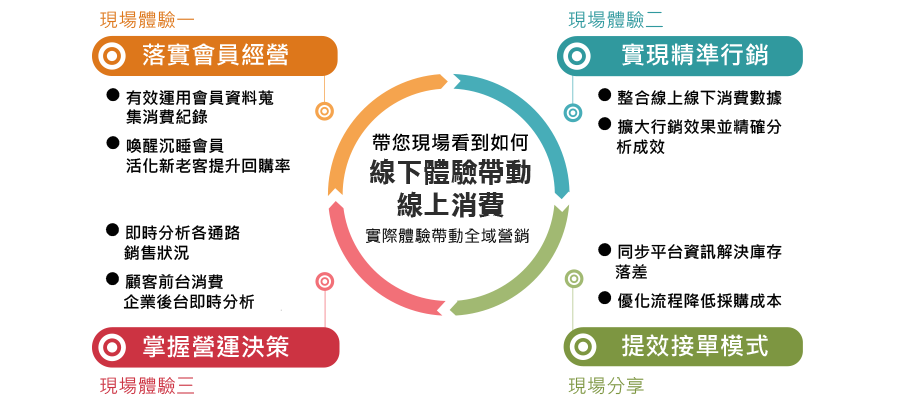 現場體驗一
落實會員經營
有效運用會員資料蒐
集消費紀錄
喚醒沉睡會員
活化新老客提升回購率
現場體驗二
實現精準行銷
整合線上線下消費數據
擴大行銷效果並精確分
析成效
帶您現場看到如何
線下體驗帶動
線上消費
實際體驗帶動全域營銷
即時分析各通路
銷售狀況
顧客前台消費
企業後台即時分析
掌握營運決策
現場體驗三
同步平台資訊解決庫存
落差
優化流程降低採購成本
提效接單模式
現場分享